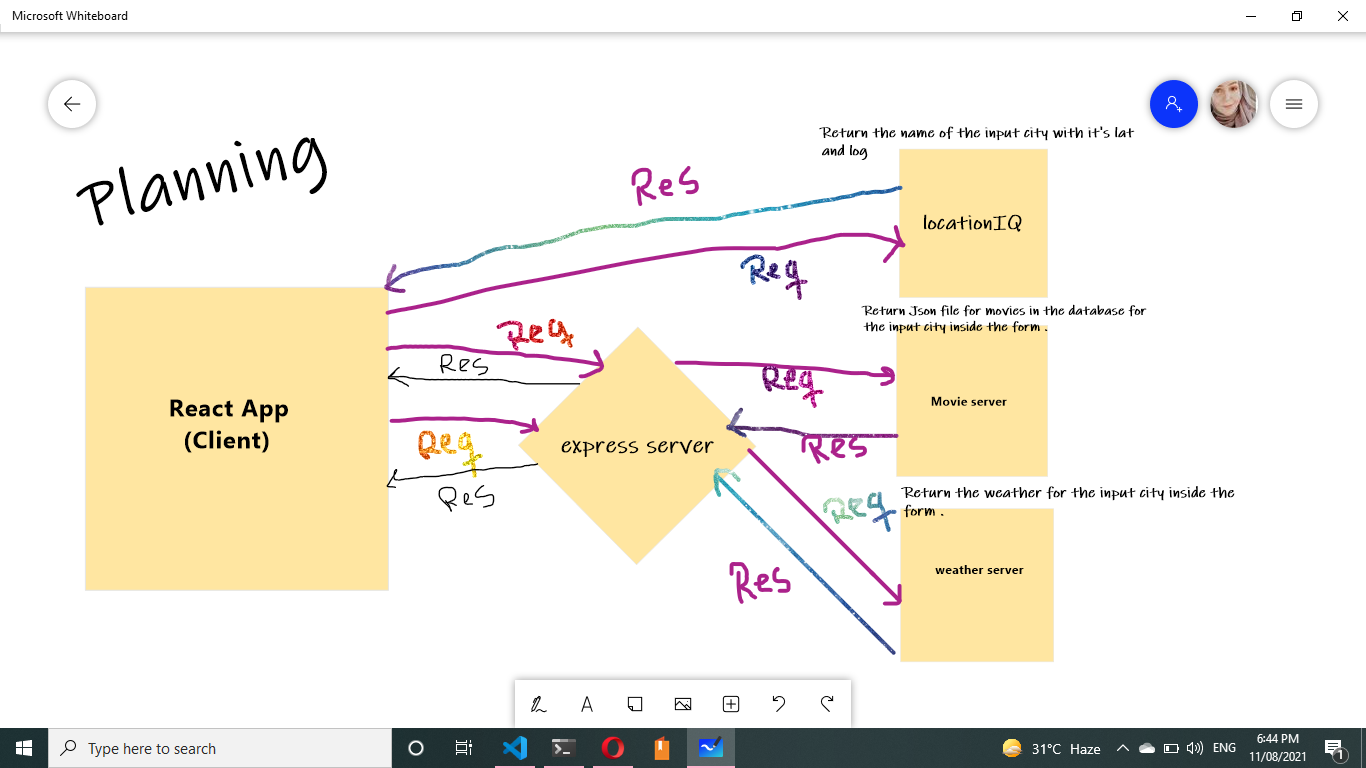 Microsoft Whiteboard
Planning
Return the name of the input city with it's lat
and log
Res
locationIQ
Req
Return Json file for movies in the database for
the input city inside the form .
Req
Res
Req
React App
(Client)
Movie server
express server
Req
Res
Res
Return the weather for the input city inside the
form .
Req
Res
weather server
Type here to search
31°C Haze
ENG
6:44 PM
11/08/2021
1